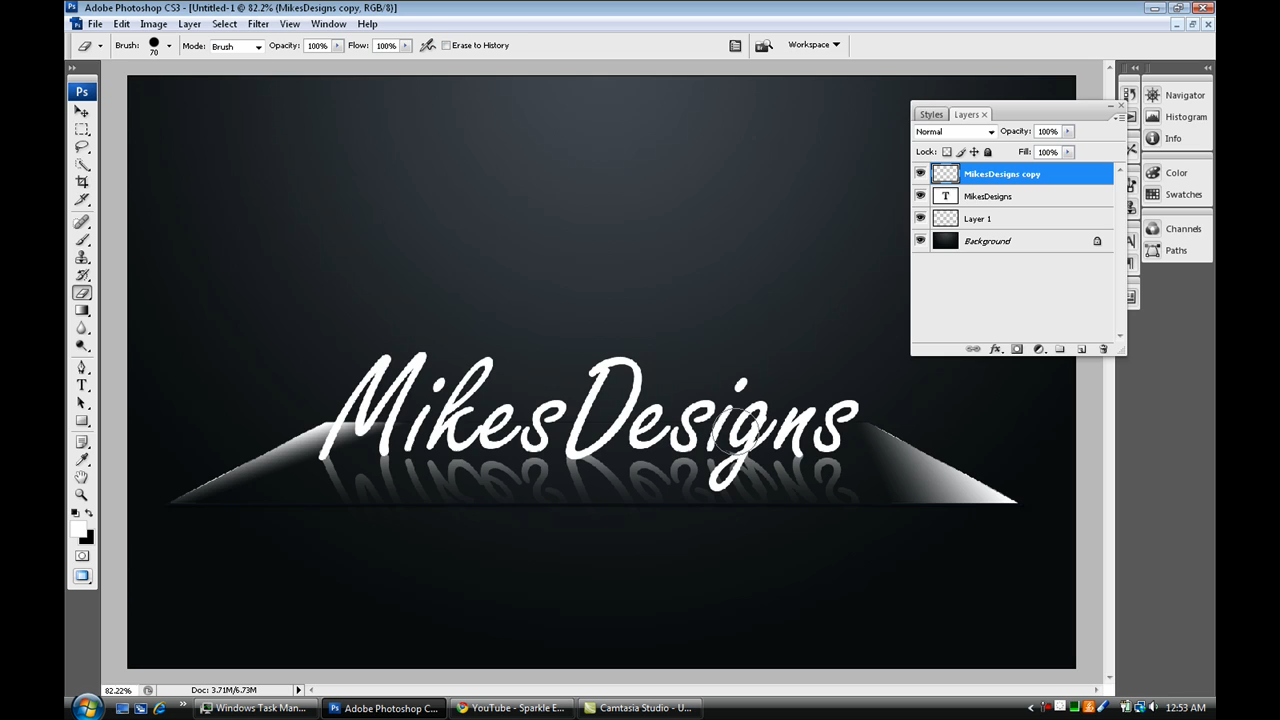 Adobe Photoshop CS3 - [Untitled-1 @ 82.2% (MikesDesigns copy, RGB/8)]
File Edit Image Layer Select Filter View Window Help
Brush: 70 Mode: Brush Opacity: 100% Flow: 100% Erase to History Workspace
Ps
Styles Layers
Normal Opacity: 100%
Lock: Fill: 100%
MikesDesigns copy
T MikesDesigns
Layer 1
Background
Navigator
Histogram
Info
Color
Swatches
Channels
Paths
MikesDesigns
82.22% Doc: 3.71M/6.73M
Windows Task Man... Adobe Photoshop C... YouTube - Sparkle E... Camtasia Studio - U... 12:53 AM